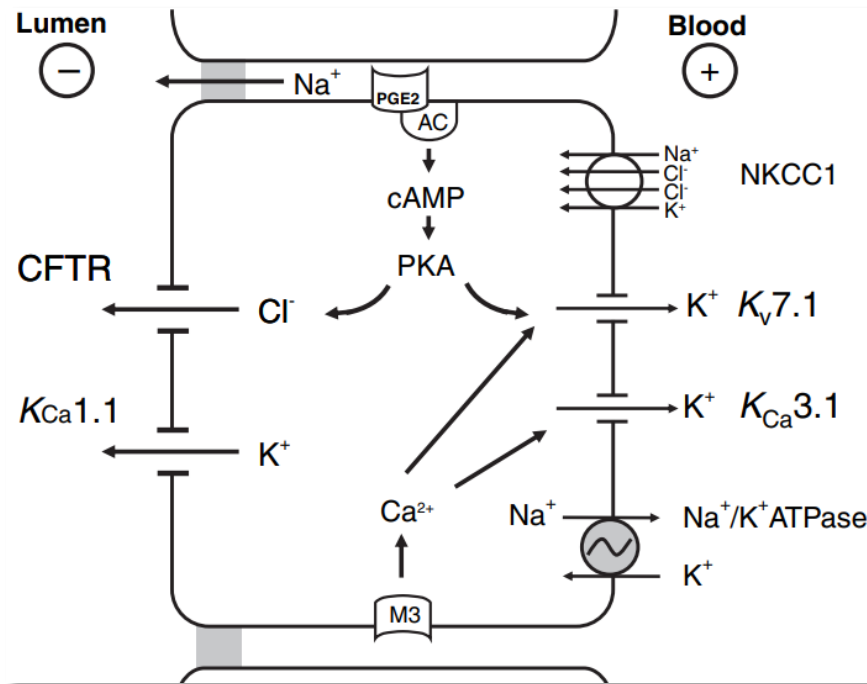 Lumen
Blood
−
+
Na⁺
PGE2
AC
Na⁺
Cl⁻
Cl⁻
K⁺
NKCC1
cAMP
PKA
CFTR
Cl⁻
K⁺ Kv7.1
KCa1.1
K⁺
K⁺ KCa3.1
Ca²⁺
Na⁺
Na⁺/K⁺ATPase
K⁺
M3